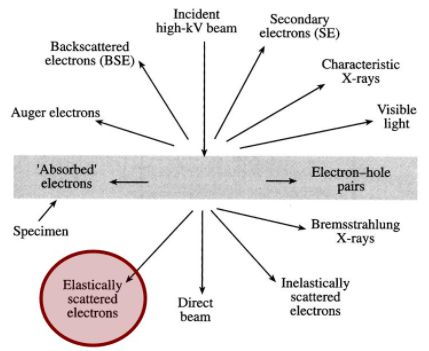 Incident
high-kV beam
Secondary
electrons (SE)
Backscattered
electrons (BSE)
Characteristic
X-rays
Auger electrons
Visible
light
'Absorbed'
electrons
Electron–hole
pairs
Specimen
Bremsstrahlung
X-rays
Elastically
scattered
electrons
Direct
beam
Inelastically
scattered
electrons